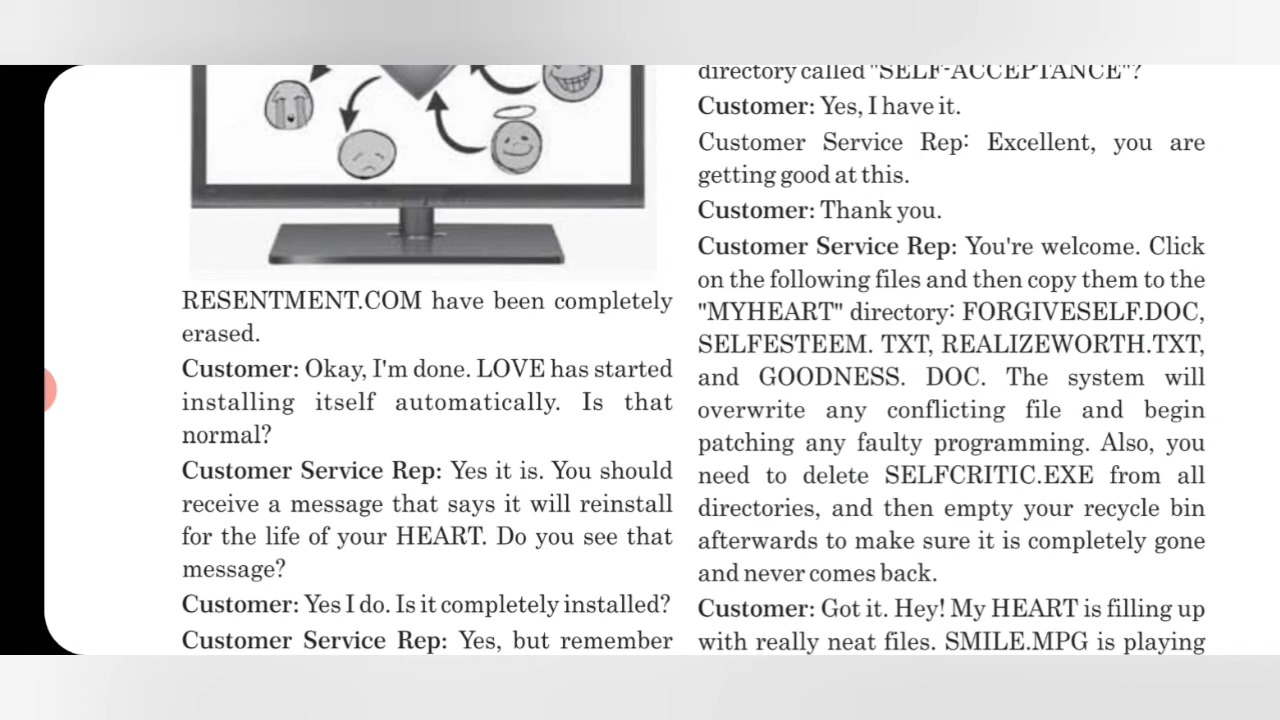 RESENTMENT.COM have been completely
erased.
Customer: Okay, I'm done. LOVE has started
installing itself automatically. Is that
normal?
Customer Service Rep: Yes it is. You should
receive a message that says it will reinstall
for the life of your HEART. Do you see that
message?
Customer: Yes I do. Is it completely installed?
Customer Service Rep: Yes, but remember
directory called "SELF-ACCEPTANCE"?
Customer: Yes, I have it.
Customer Service Rep: Excellent, you are
getting good at this.
Customer: Thank you.
Customer Service Rep: You're welcome. Click
on the following files and then copy them to the
"MYHEART" directory: FORGIVESELF.DOC,
SELFESTEEM. TXT, REALIZEWORTH.TXT,
and GOODNESS. DOC. The system will
overwrite any conflicting file and begin
patching any faulty programming. Also, you
need to delete SELFCRITIC.EXE from all
directories, and then empty your recycle bin
afterwards to make sure it is completely gone
and never comes back.
Customer: Got it. Hey! My HEART is filling up
with really neat files. SMILE.MPG is playing